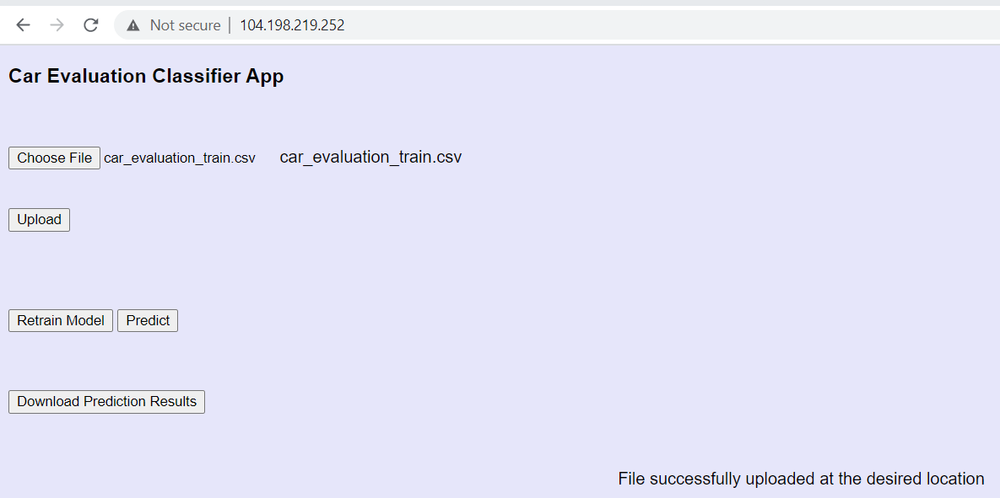 Not secure | 104.198.219.252
Car Evaluation Classifier App
Choose File car_evaluation_train.csv car_evaluation_train.csv
Upload
Retrain Model Predict
Download Prediction Results
File successfully uploaded at the desired location